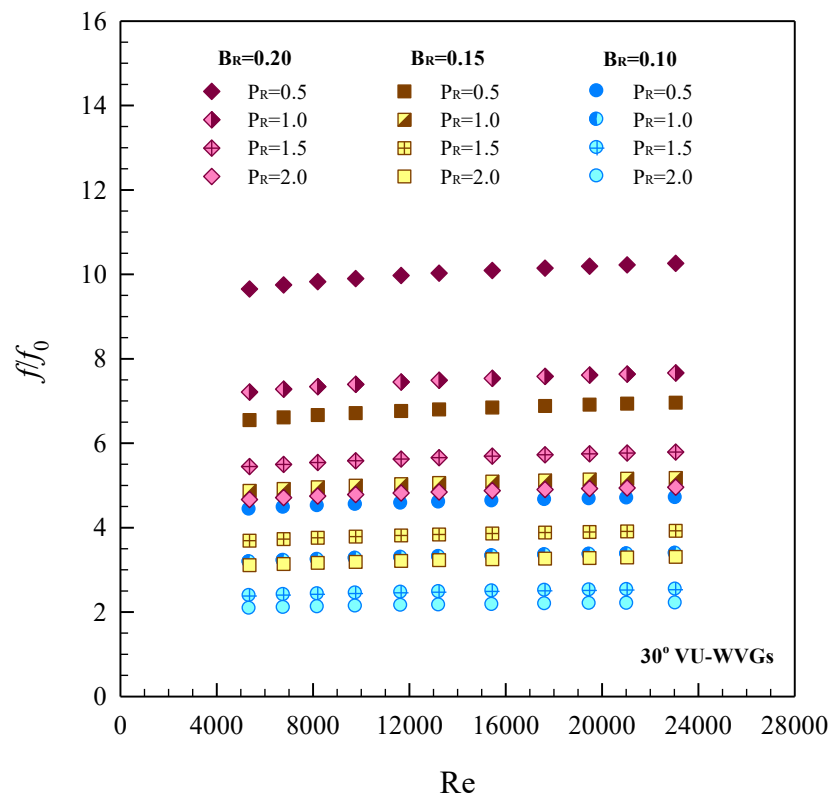 16
14
12
10
8
6
4
2
0
f/f0
BR=0.20
PR=0.5
PR=1.0
PR=1.5
PR=2.0
BR=0.15
PR=0.5
PR=1.0
PR=1.5
PR=2.0
BR=0.10
PR=0.5
PR=1.0
PR=1.5
PR=2.0
30° VU-WVGs
0 4000 8000 12000 16000 20000 24000 28000
Re